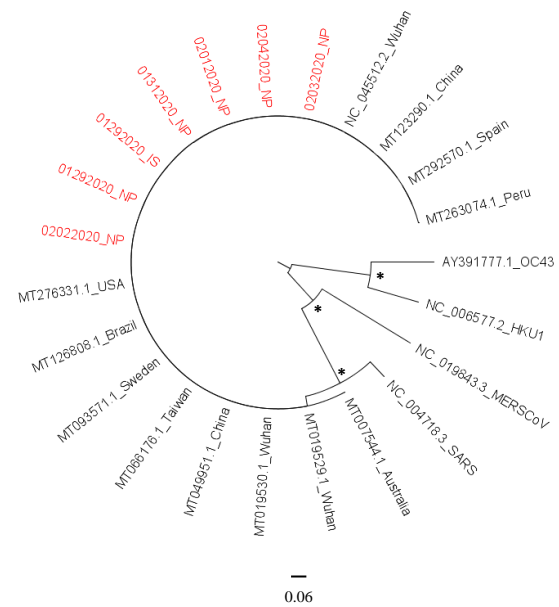 02032020_NP
NC_045512.2_Wuhan
MT123290.1_China
MT292570.1_Spain
MT263074.1_Peru
AY391777.1_OC43
NC_006577.2_HKU1
NC_019843.3_MERSCoV
NC_004718.3_SARS
MT007544.1_Australia
MT019529.1_Wuhan
MT019530.1_Wuhan
MT049951.1_China
MT066176.1_Taiwan
MT093571.1_Sweden
MT126808.1_Brazil
MT276331.1_USA
02022020_NP
01292020_NP
01292020_IS
01312020_NP
02012020_NP
02042020_NP
*
*
*
0.06